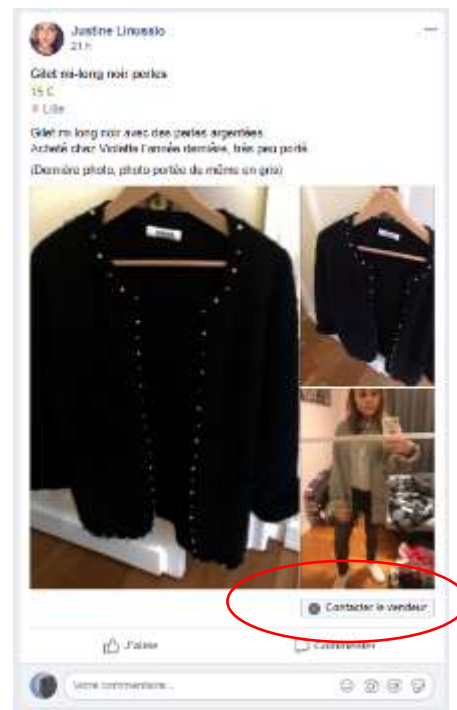 Justine Linussio
21 h
Gilet mi-long noir perles
15 €
Lille
Gilet mi long noir avec des perles argentées.
Acheté chez Violette l'année dernière, très peu porté.
(Dernière photo, photo portée du même en gris)
Contacter le vendeur
J'aime
Commenter
Votre commentaire...